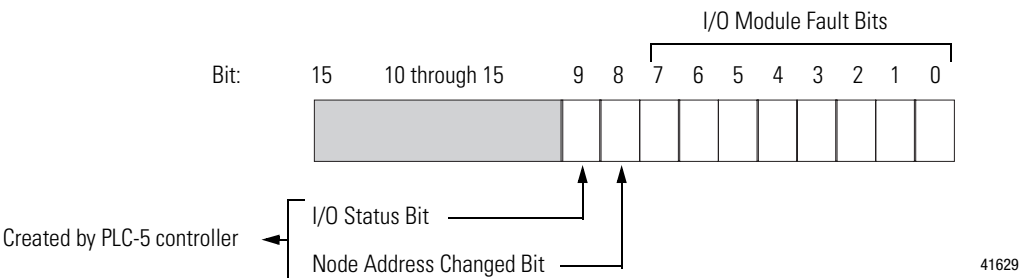 I/O Module Fault Bits
Bit: 15 10 through 15 9 8 7 6 5 4 3 2 1 0
I/O Status Bit
Created by PLC-5 controller
Node Address Changed Bit
41629